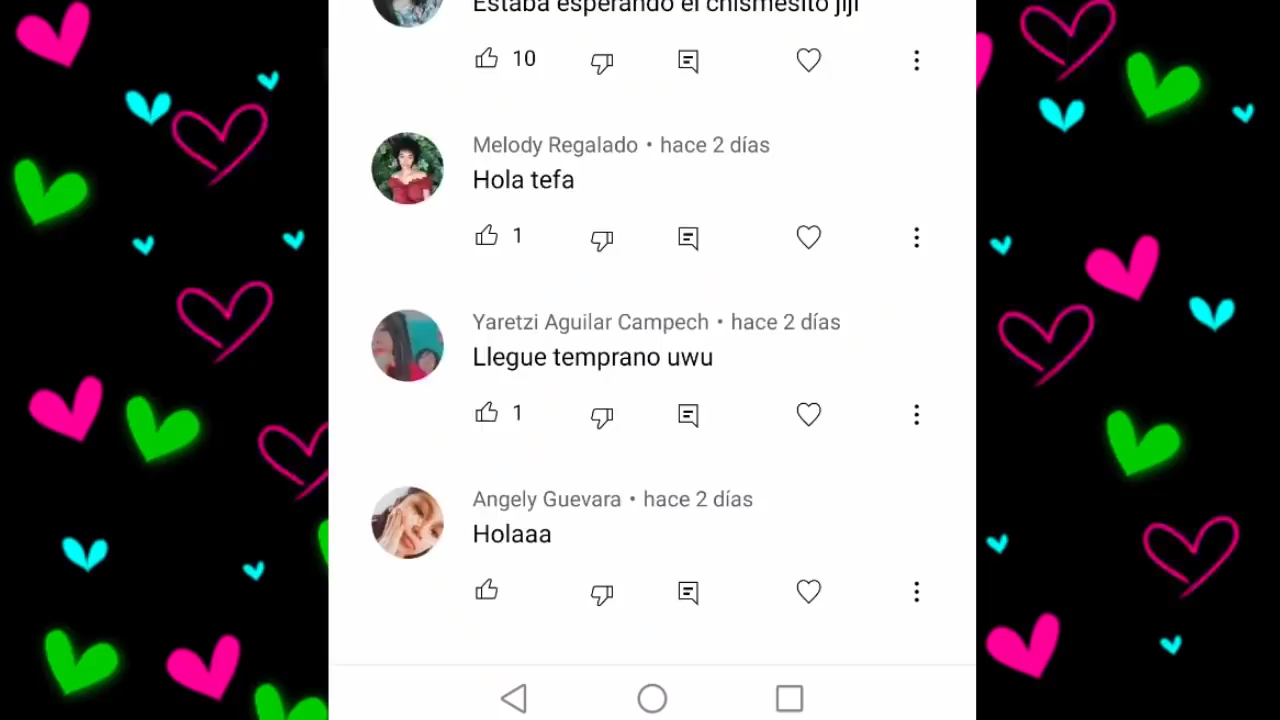 Estaba esperando el chismesito jiji
10
Melody Regalado • hace 2 días
Hola tefa
1
Yaretzi Aguilar Campech • hace 2 días
Llegue temprano uwu
1
Angely Guevara • hace 2 días
Holaaa